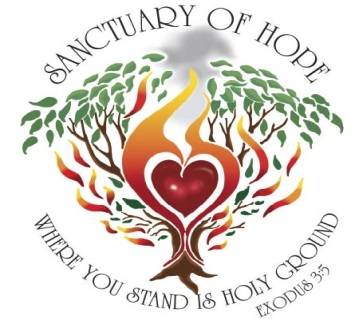 SANCTUARY OF HOPE
WHERE YOU STAND IS HOLY GROUND
EXODUS 3:5